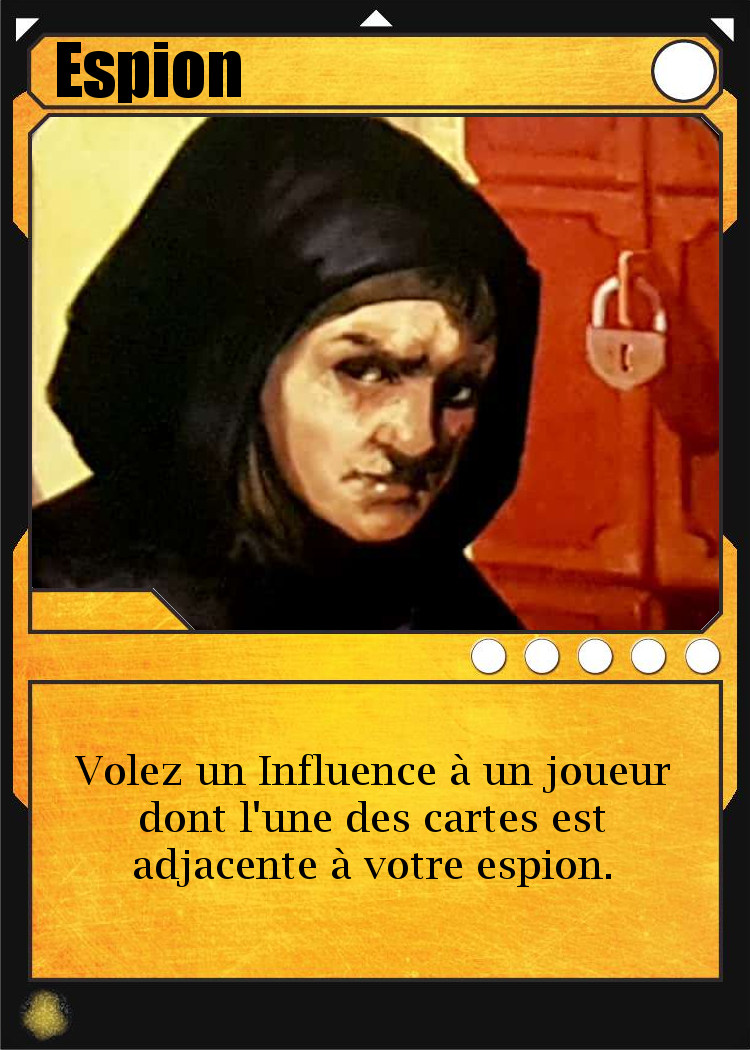 Espion
Volez un Influence à un joueur
dont l'une des cartes est
adjacente à votre espion.